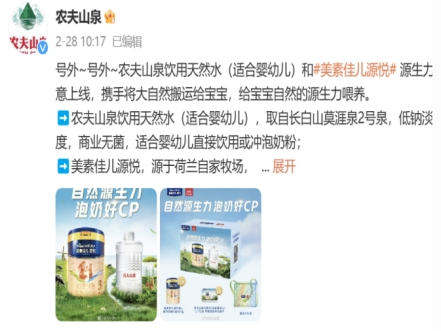 农夫山泉
2-28 10:17 已编辑
号外~号外~农夫山泉饮用天然水（适合婴幼儿）和#美素佳儿源悦# 源生力
意上线，携手将大自然搬运给宝宝，给宝宝自然的源生力喂养。
➡农夫山泉饮用天然水（适合婴幼儿），取自长白山莫涯泉2号泉，低钠淡
度，商业无菌，适合婴幼儿直接饮用或冲泡奶粉；
➡美素佳儿源悦，源于荷兰自家牧场， ... 展开
自然源生力
泡奶好CP
自然源生力 泡奶好CP
农夫山泉